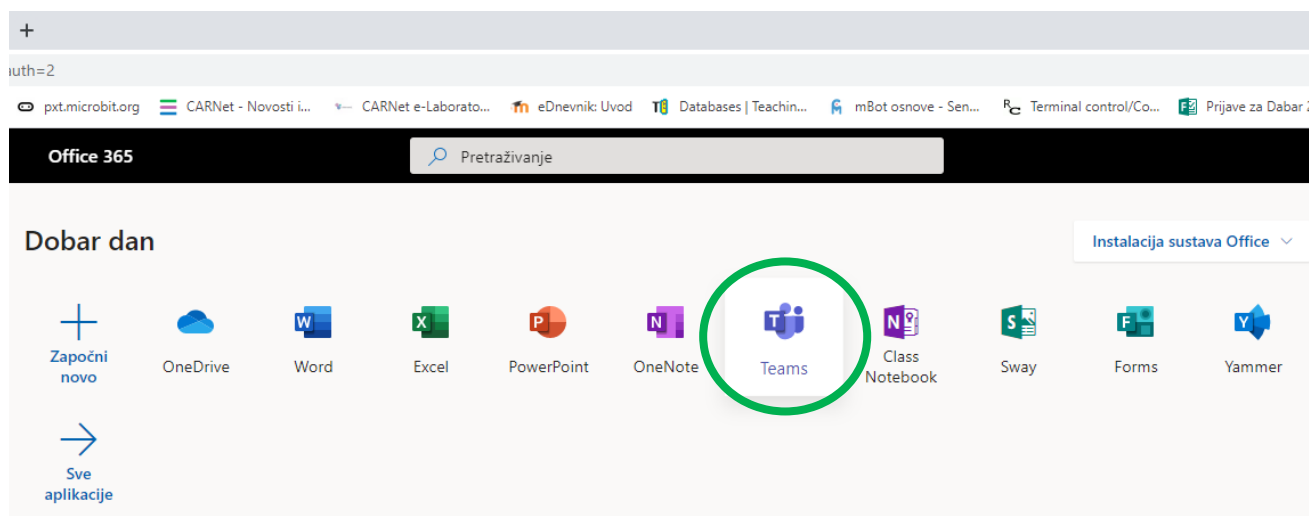 +
uth=2
pxt.microbit.org CARNet - Novosti i... CARNet e-Laborato... eDnevnik: Uvod Databases | Teachin... mBot osnove - Sen... Terminal control/Co... Prijave za Dabar
Office 365 Pretraživanje
Dobar dan
Instalacija sustava Office
Započni novo
OneDrive
Word
Excel
PowerPoint
OneNote
Teams
Class Notebook
Sway
Forms
Yammer
Sve aplikacije